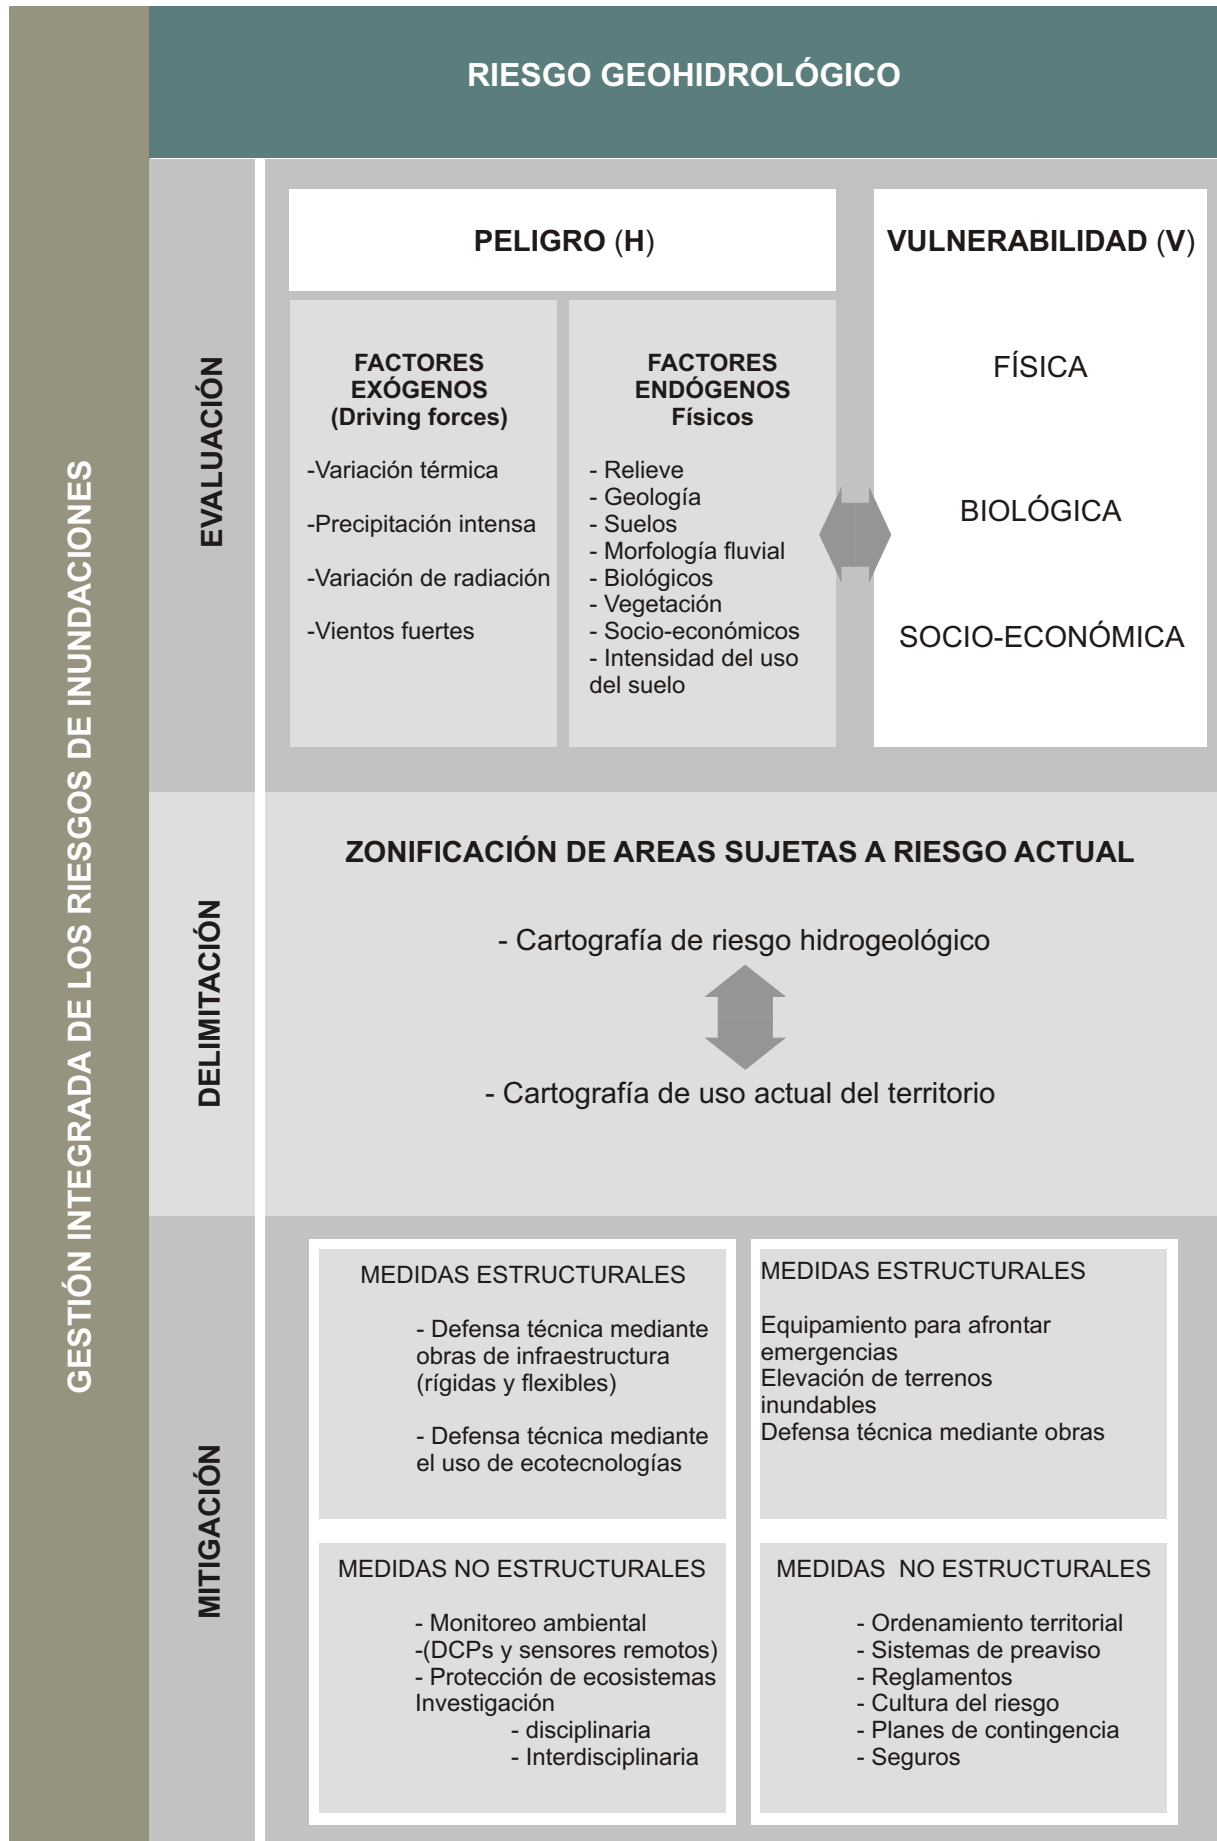 GESTIÓN INTEGRADA DE LOS RIESGOS DE INUNDACIONES
RIESGO GEOHIDROLÓGICO
EVALUACIÓN
PELIGRO (H)
FACTORES
EXÓGENOS
(Driving forces)
-Variación térmica
-Precipitación intensa
-Variación de radiación
-Vientos fuertes
FACTORES
ENDÓGENOS
Físicos
- Relieve
- Geología
- Suelos
- Morfología fluvial
- Biológicos
- Vegetación
- Socio-económicos
- Intensidad del uso
del suelo
VULNERABILIDAD (V)
FÍSICA
BIOLÓGICA
SOCIO-ECONÓMICA
DELIMITACIÓN
ZONIFICACIÓN DE AREAS SUJETAS A RIESGO ACTUAL
- Cartografía de riesgo hidrogeológico
- Cartografía de uso actual del territorio
MITIGACIÓN
MEDIDAS ESTRUCTURALES
- Defensa técnica mediante
obras de infraestructura
(rígidas y flexibles)
- Defensa técnica mediante
el uso de ecotecnologías
MEDIDAS ESTRUCTURALES
Equipamiento para afrontar
emergencias
Elevación de terrenos
inundables
Defensa técnica mediante obras
MEDIDAS NO ESTRUCTURALES
- Monitoreo ambiental
-(DCPs y sensores remotos)
- Protección de ecosistemas
Investigación
- disciplinaria
- Interdisciplinaria
MEDIDAS NO ESTRUCTURALES
- Ordenamiento territorial
- Sistemas de preaviso
- Reglamentos
- Cultura del riesgo
- Planes de contingencia
- Seguros